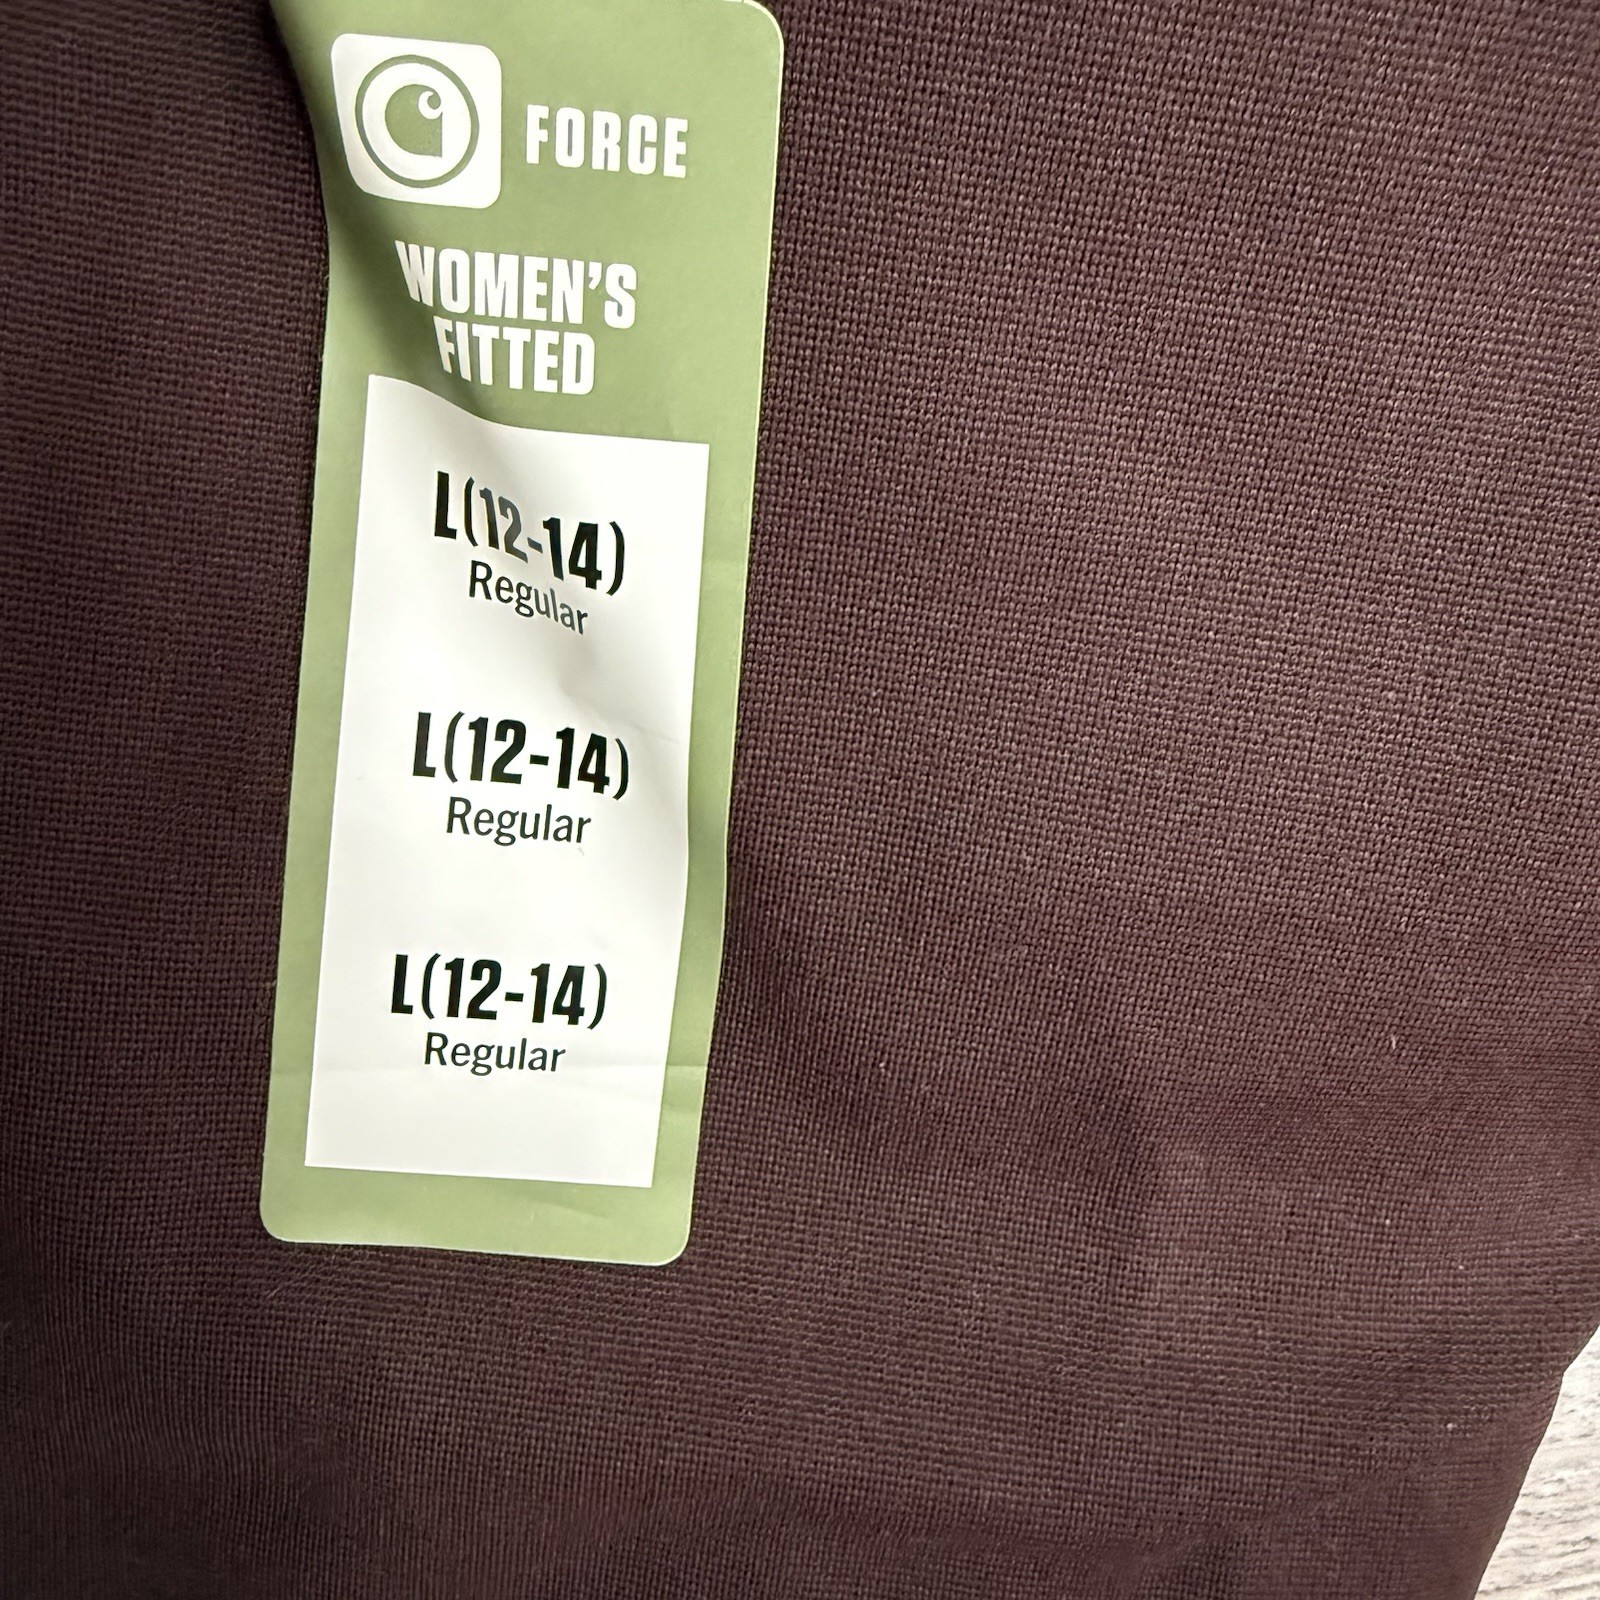 FORCE
WOMEN'S
FITTED
L(12-14)
Regular
L(12-14)
Regular
L(12-14)
Regular